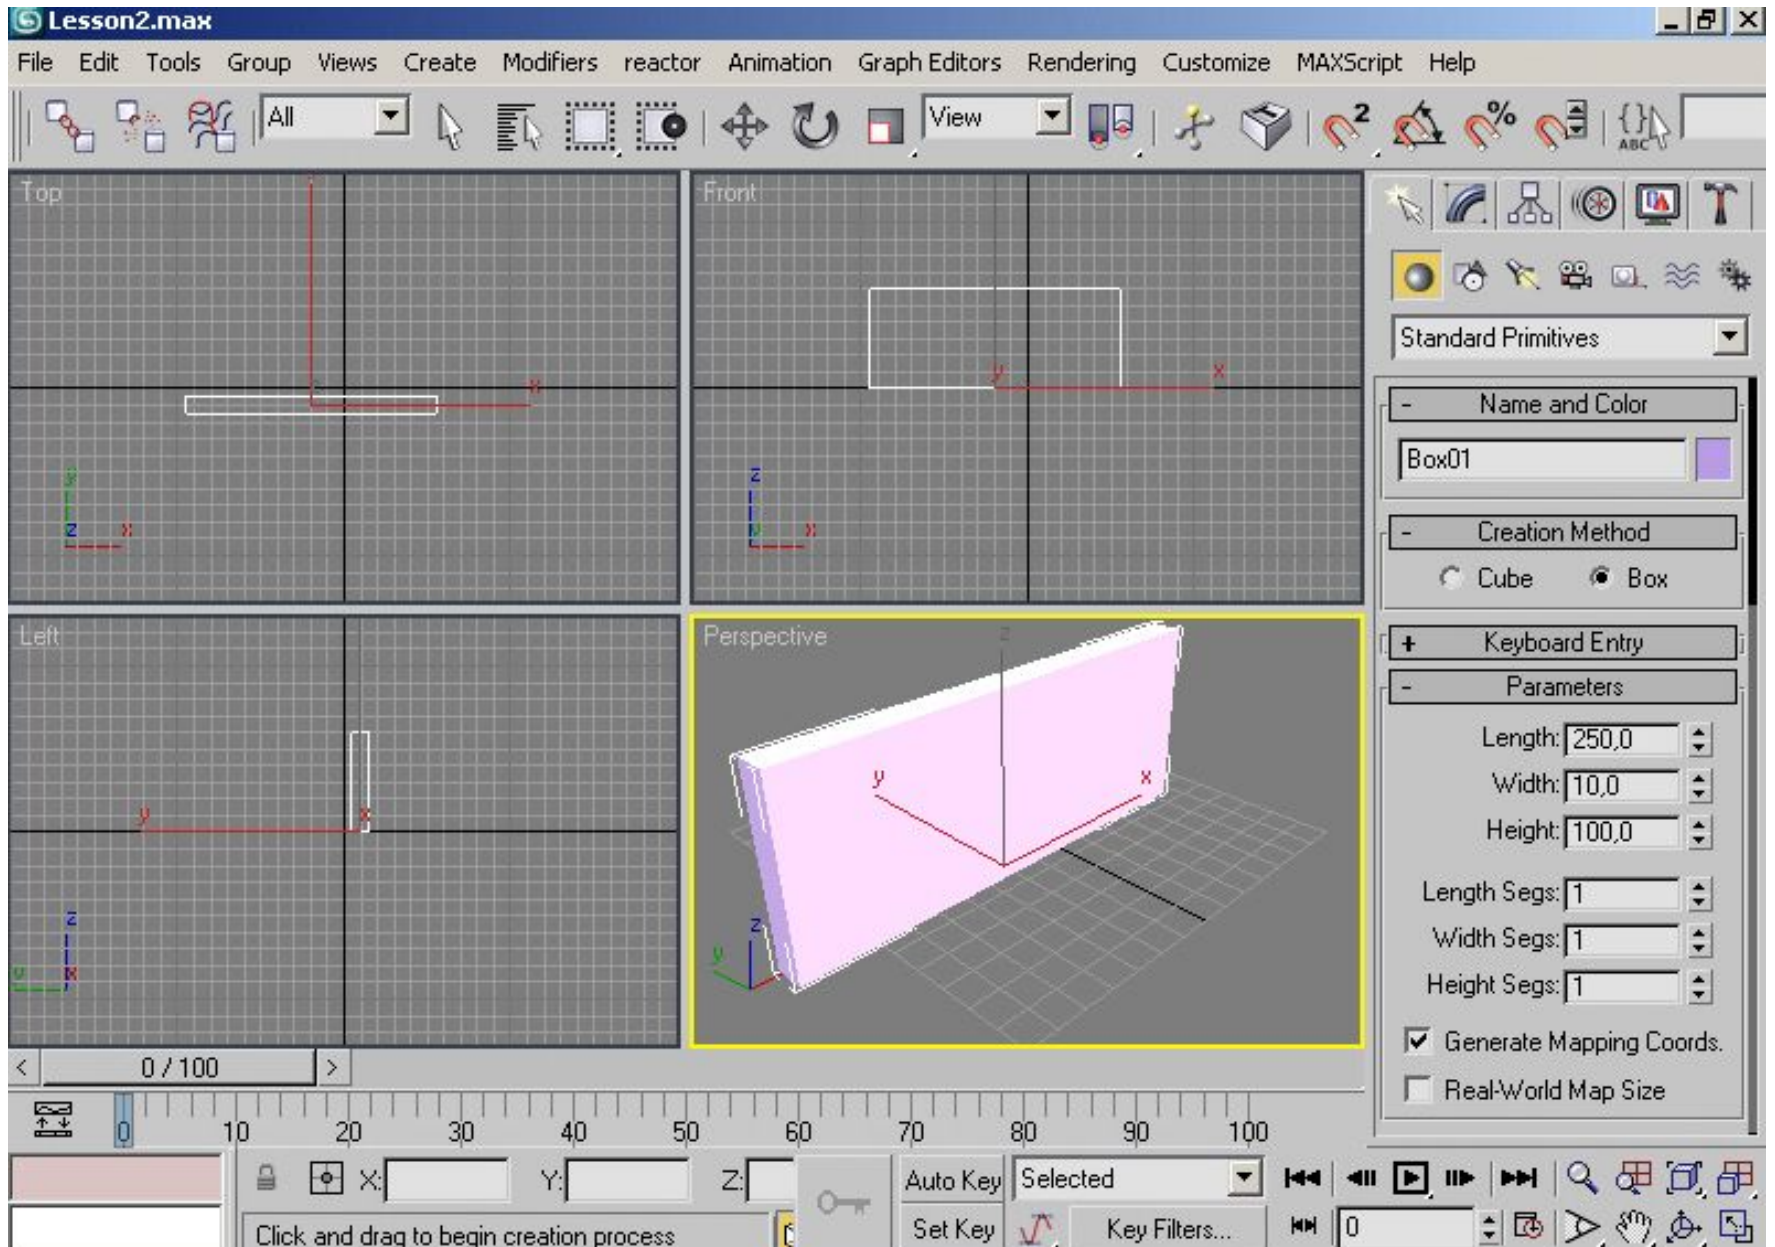 Lesson2.max
File Edit Tools Group Views Create Modifiers reactor Animation Graph Editors Rendering Customize MAXScript Help
All View 2 % { } ABC
Top
Front
Left
Perspective
x
y x
y z x
z y x
y x
z y x
z
y x
z y
Standard Primitives
- Name and Color
Box01
- Creation Method
Cube Box
+ Keyboard Entry
- Parameters
Length: 250,0
Width: 10,0
Height: 100,0
Length Segs: 1
Width Segs: 1
Height Segs: 1
Generate Mapping Coords.
Real-World Map Size
< 0 / 100 >
0 10 20 30 40 50 60 70 80 90 100
X: Y: Z: Auto Key Selected
Click and drag to begin creation process Set Key Key Filters... 0